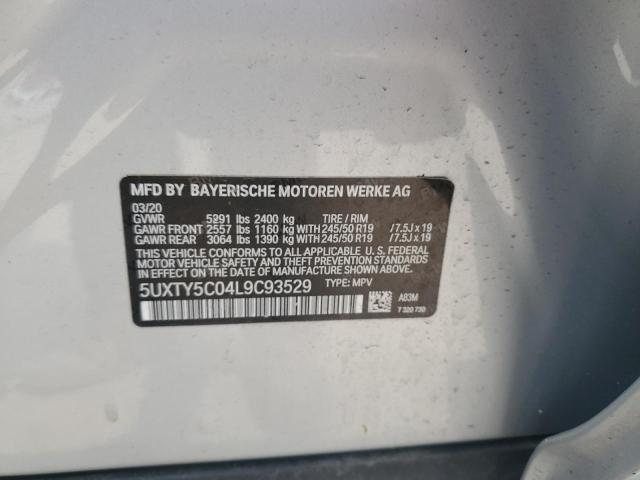 MFD BY BAYERISCHE MOTOREN WERKE AG
03/20
GVWR 5291 lbs 2400 kg TIRE / RIM
GAWR FRONT 2557 lbs 1160 kg WITH 245/50 R19 /7.5J x 19
GAWR REAR 3064 lbs 1390 kg WITH 245/50 R19 /7.5J x 19
THIS VEHICLE CONFORMS TO ALL APPLICABLE U. S. FEDERAL
MOTOR VEHICLE SAFETY AND THEFT PREVENTION STANDARDS
IN EFFECT ON THE DATE OF MANUFACTURE SHOWN ABOVE.
5UXTY5C04L9C93529 TYPE: MPV
A83M
7 320 730